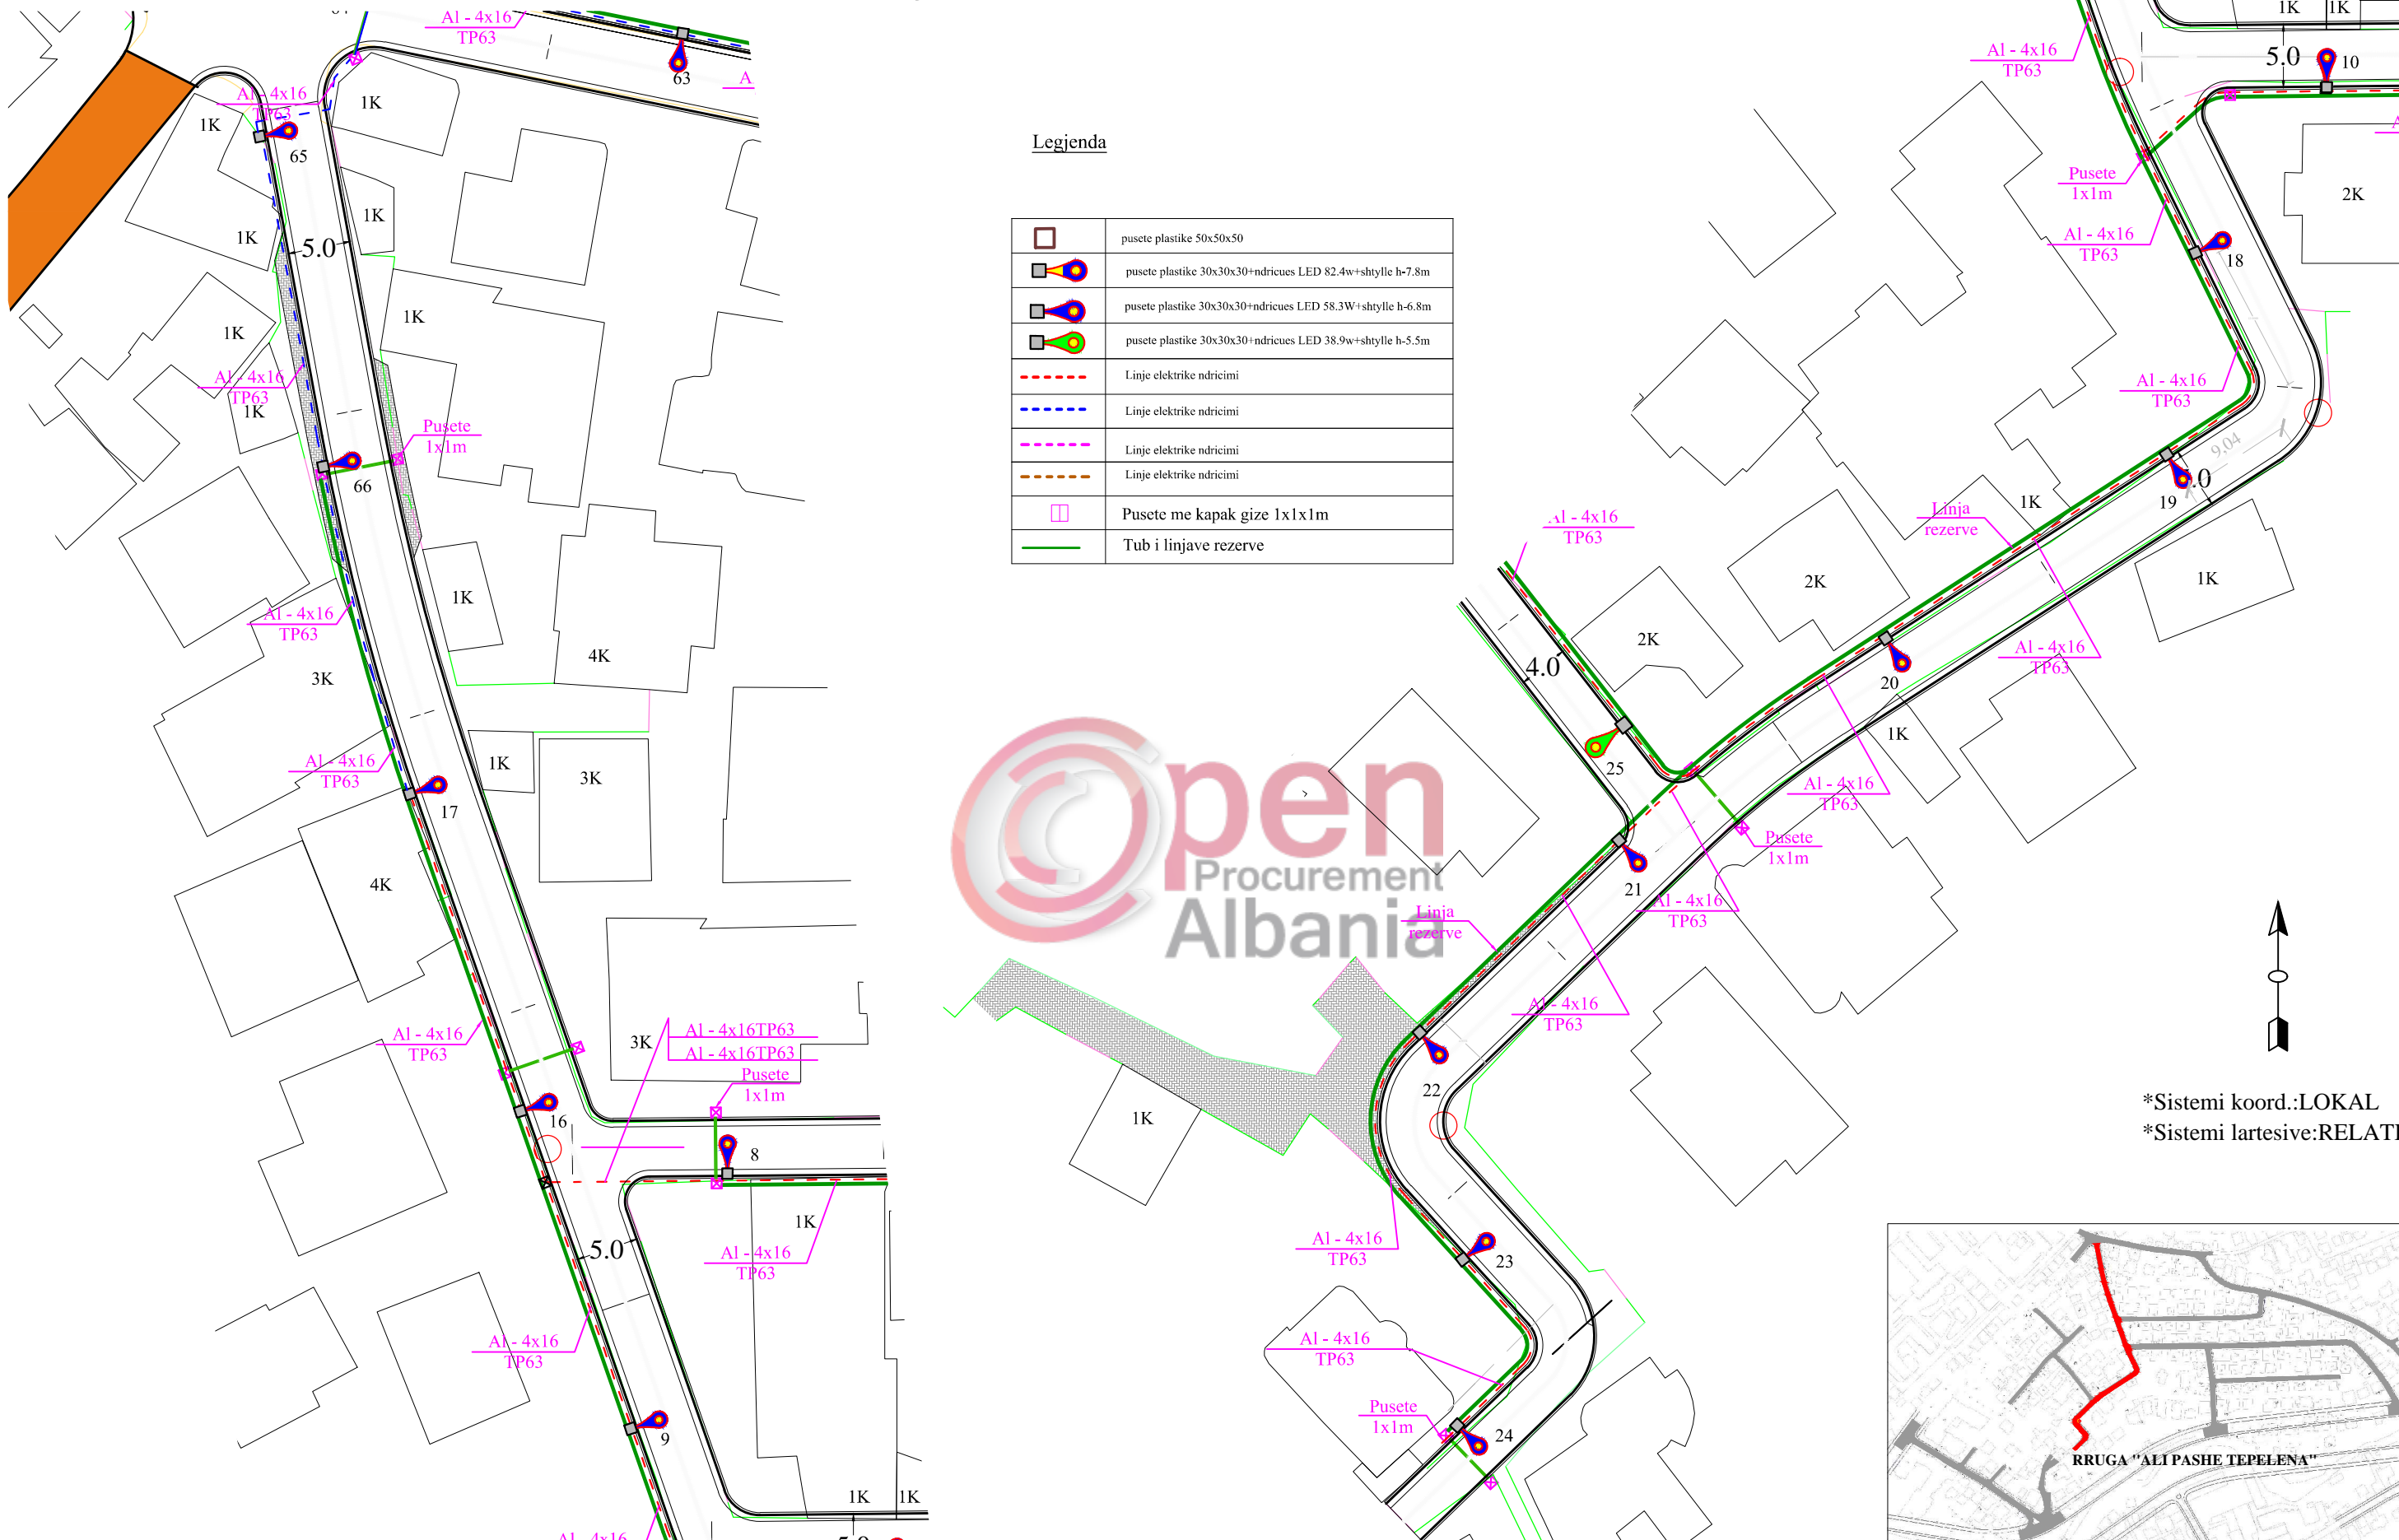 Al - 4x16
TP63
63
A
Al - 4x16
TP63
1K
1K
65
1K
1K
5.0
1K
1K
1K
Al - 4x16
TP63
1K
Pusete
1x1m
66
1K
Al - 4x16
TP63
4K
3K
Al - 4x16
TP63
1K
3K
17
4K
Al - 4x16
TP63
3K
Al - 4x16TP63
Al - 4x16TP63
Pusete
1x1m
16
8
1K
5.0
Al - 4x16
TP63
Al - 4x16
TP63
9
1K
1K
Al - 4x16
Legjenda
pusete plastike 50x50x50
pusete plastike 30x30x30+ndricues LED 82.4w+shtylle h-7.8m
pusete plastike 30x30x30+ndricues LED 58.3W+shtylle h-6.8m
pusete plastike 30x30x30+ndricues LED 38.9w+shtylle h-5.5m
Linje elektrike ndricimi
Linje elektrike ndricimi
Linje elektrike ndricimi
Linje elektrike ndricimi
Pusete me kapak gize 1x1x1m
Tub i linjave rezerve
1K
1K
Al - 4x16
TP63
5.0
10
Pusete
1x1m
2K
Al - 4x16
TP63
18
Al - 4x16
TP63
9,04
19
1K
Linja
rezerve
Al - 4x16
TP63
2K
1K
2K
4.0
Al - 4x16
TP63
20
1K
25
Al - 4x16
TP63
Pusete
1x1m
21
Al - 4x16
TP63
Open
Procurement
Albania
Linja
rezerve
Al - 4x16
TP63
22
1K
Al - 4x16
TP63
23
Al - 4x16
TP63
Pusete
1x1m
24
*Sistemi koord.:LOKAL
*Sistemi lartesive:RELATI
RRUGA "ALI PASHE TEPELENA"